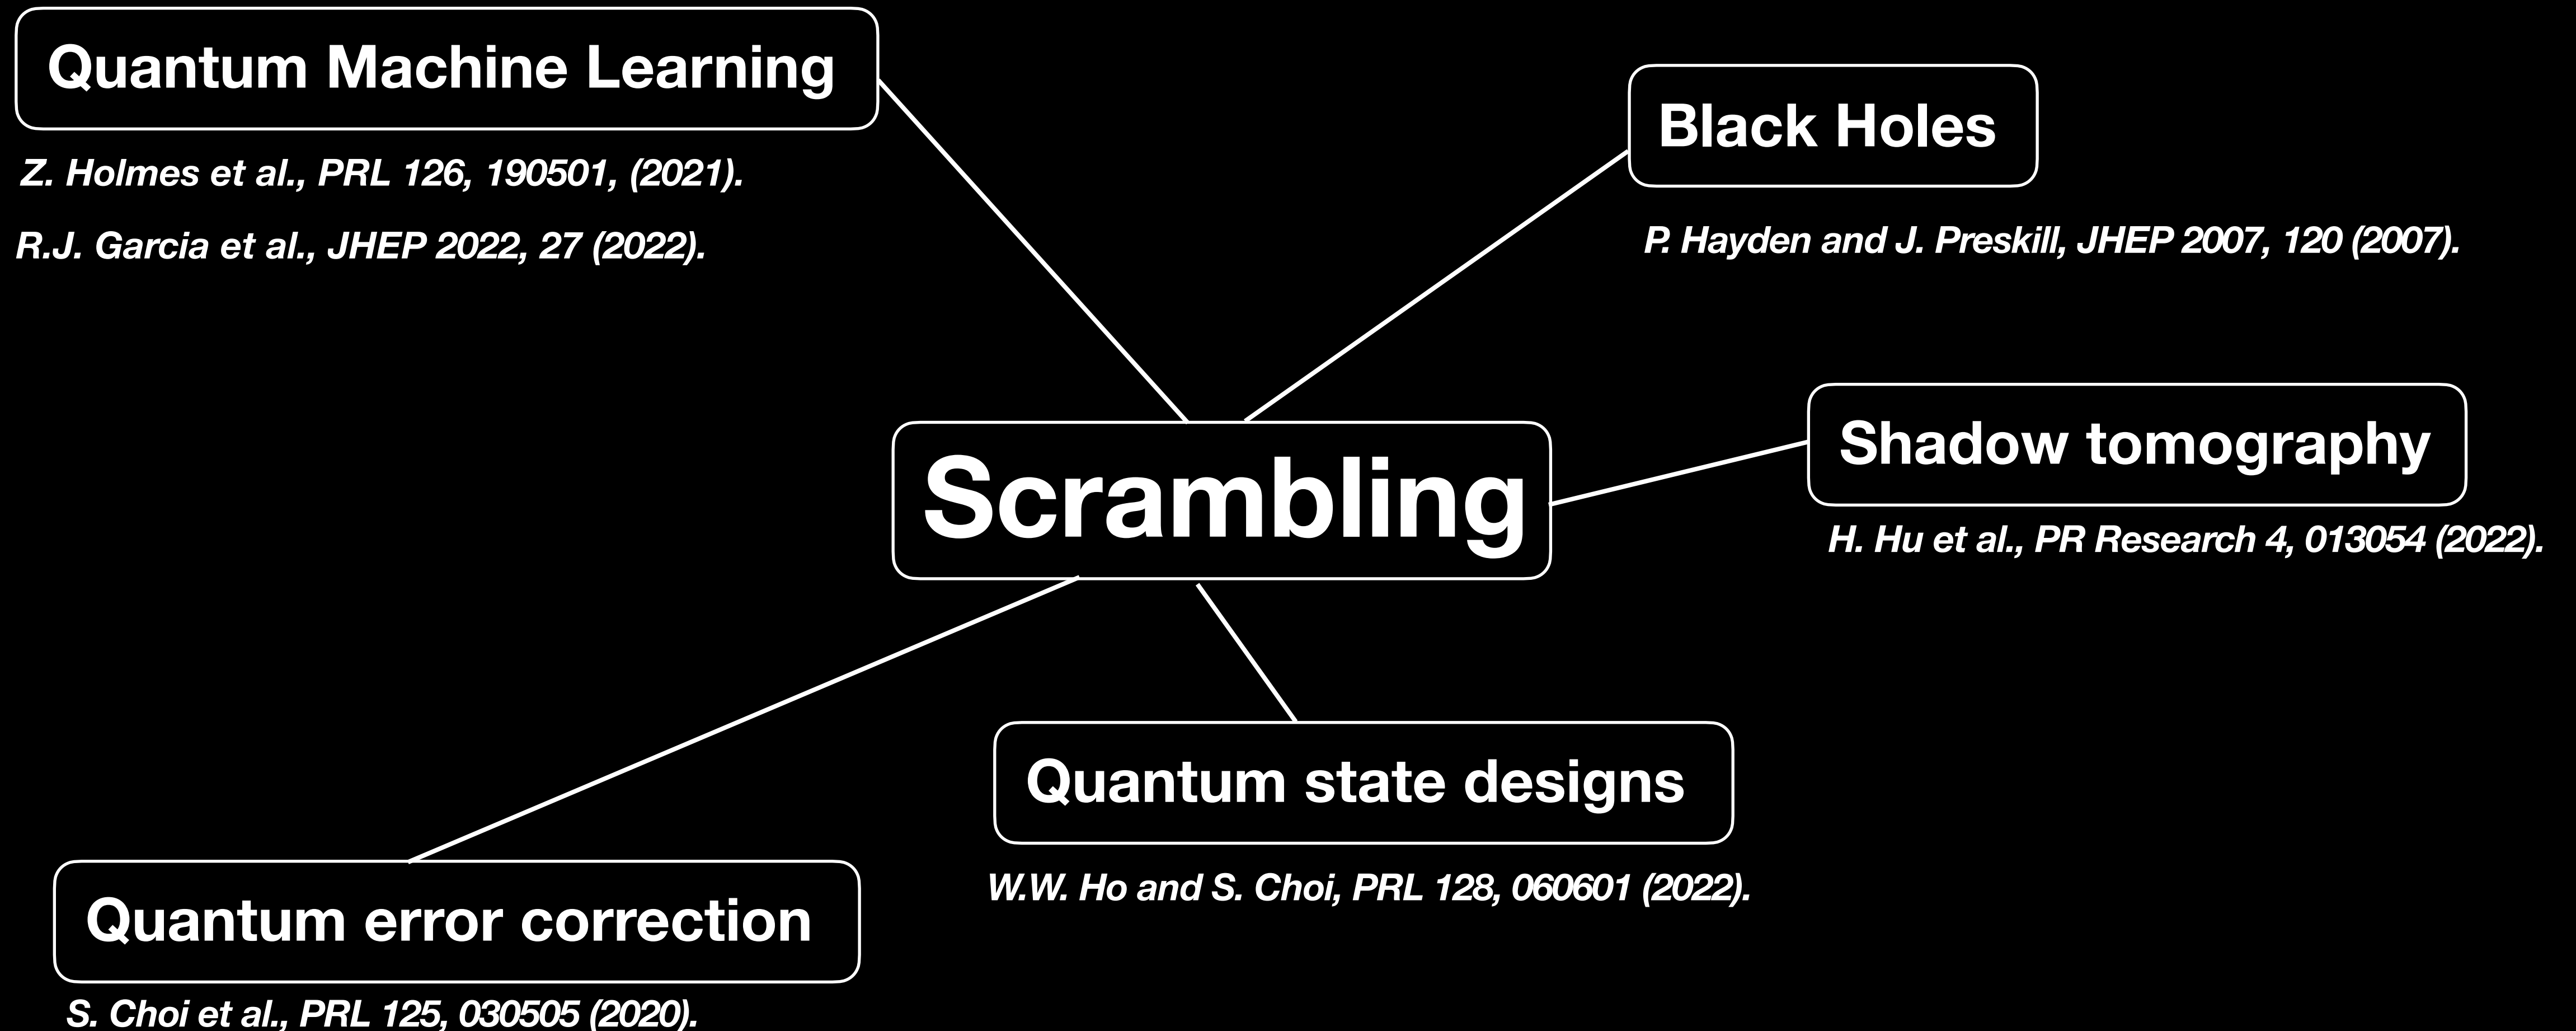 Quantum Machine Learning
Z. Holmes et al., PRL 126, 190501, (2021).
R.J. Garcia et al., JHEP 2022, 27 (2022).
Black Holes
P. Hayden and J. Preskill, JHEP 2007, 120 (2007).
Scrambling
Shadow tomography
H. Hu et al., PR Research 4, 013054 (2022).
Quantum state designs
W.W. Ho and S. Choi, PRL 128, 060601 (2022).
Quantum error correction
S. Choi et al., PRL 125, 030505 (2020).